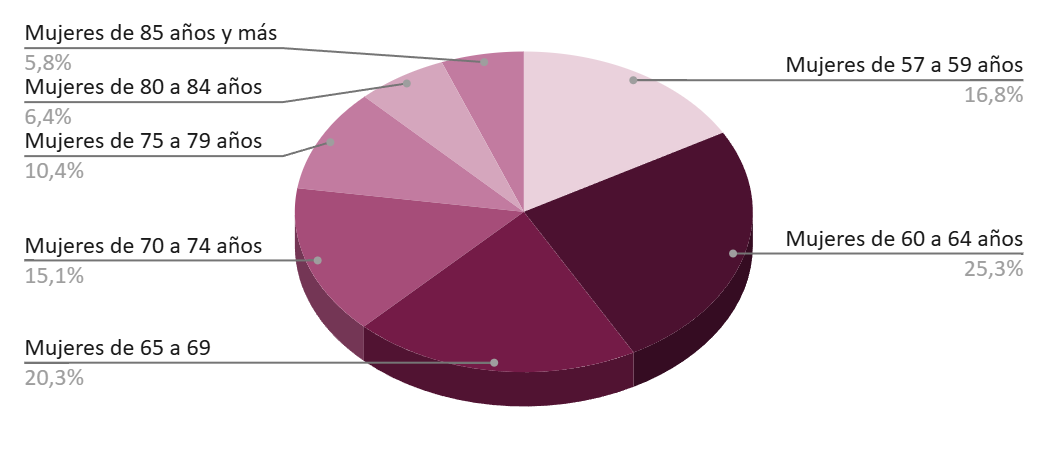 Mujeres de 85 años y más
5,8%
Mujeres de 80 a 84 años
6,4%
Mujeres de 75 a 79 años
10,4%
Mujeres de 70 a 74 años
15,1%
Mujeres de 65 a 69
20,3%
Mujeres de 57 a 59 años
16,8%
Mujeres de 60 a 64 años
25,3%